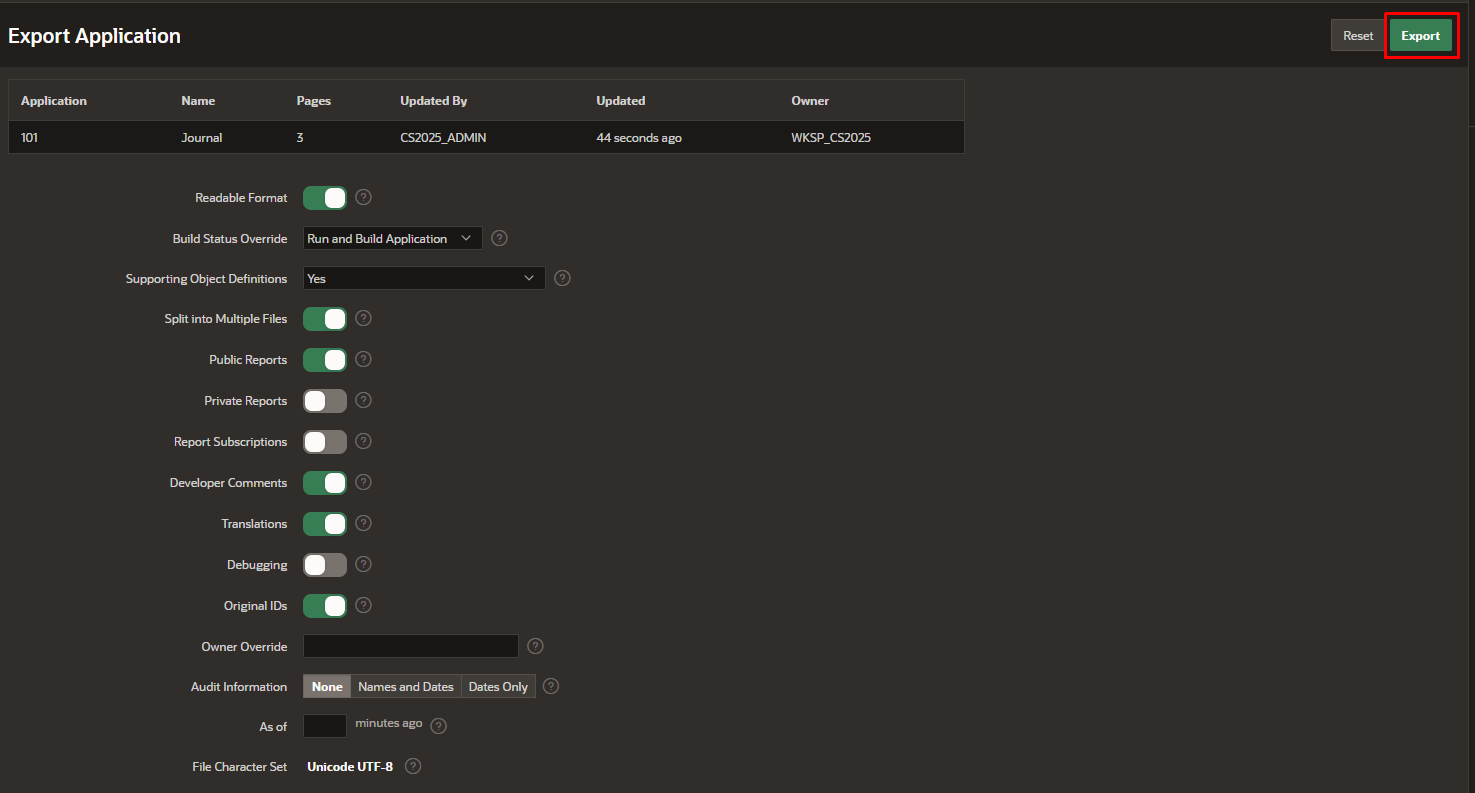 Export Application
Reset Export
Application Name Pages Updated By Updated Owner
101 Journal 3 CS2025_ADMIN 44 seconds ago WKSP_CS2025
Readable Format ?
Build Status Override Run and Build Application ?
Supporting Object Definitions Yes ?
Split into Multiple Files ?
Public Reports ?
Private Reports ?
Report Subscriptions ?
Developer Comments ?
Translations ?
Debugging ?
Original IDs ?
Owner Override ?
Audit Information None Names and Dates Dates Only ?
As of minutes ago ?
File Character Set Unicode UTF-8 ?